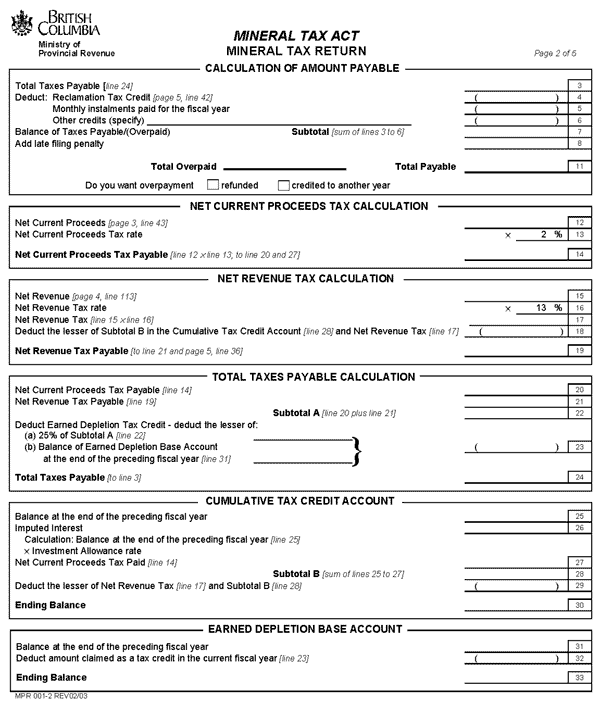 BRITISH
COLUMBIA
Ministry of
Provincial Revenue
MINERAL TAX ACT
MINERAL TAX RETURN
Page 2 of 5
CALCULATION OF AMOUNT PAYABLE
Total Taxes Payable [line 24] 3
Deduct: Reclamation Tax Credit [page 5, line 42] ( ) 4
Monthly instalments paid for the fiscal year ( ) 5
Other credits (specify) ( ) 6
Balance of Taxes Payable/(Overpaid) Subtotal [sum of lines 3 to 6] 7
Add late filing penalty 8
Total Overpaid Total Payable 11
Do you want overpayment refunded credited to another year
NET CURRENT PROCEEDS TAX CALCULATION
Net Current Proceeds [page 3, line 43] 12
Net Current Proceeds Tax rate × 2 % 13
Net Current Proceeds Tax Payable [line 12 × line 13, to line 20 and 27] 14
NET REVENUE TAX CALCULATION
Net Revenue [page 4, line 113] 15
Net Revenue Tax rate × 13 % 16
Net Revenue Tax [line 15 × line 16] 17
Deduct the lesser of Subtotal B in the Cumulative Tax Credit Account [line 28] and Net Revenue Tax [line 17] ( ) 18
Net Revenue Tax Payable [to line 21 and page 5, line 36] 19
TOTAL TAXES PAYABLE CALCULATION
Net Current Proceeds Tax Payable [line 14] 20
Net Revenue Tax Payable [line 19] 21
Subtotal A [line 20 plus line 21] 22
Deduct Earned Depletion Tax Credit - deduct the lesser of:
(a) 25% of Subtotal A [line 22]
(b) Balance of Earned Depletion Base Account } ( ) 23
at the end of the preceding fiscal year [line 31]
Total Taxes Payable [to line 3] 24
CUMULATIVE TAX CREDIT ACCOUNT
Balance at the end of the preceding fiscal year 25
Imputed Interest 26
Calculation: Balance at the end of the preceding fiscal year [line 25]
× Investment Allowance rate
Net Current Proceeds Tax Paid [line 14] 27
Subtotal B [sum of lines 25 to 27] 28
Deduct the lesser of Net Revenue Tax [line 17] and Subtotal B [line 28] ( ) 29
Ending Balance 30
EARNED DEPLETION BASE ACCOUNT
Balance at the end of the preceding fiscal year 31
Deduct amount claimed as a tax credit in the current fiscal year [line 23] ( ) 32
Ending Balance 33
MPR 001-2 REV02/03